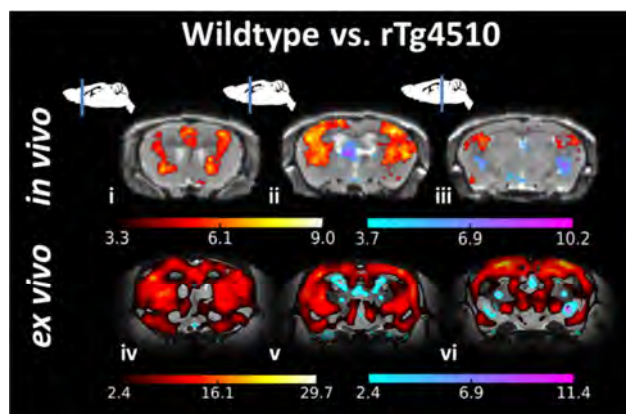 Wildtype vs. rTg4510
in vivo
i ii iii
3.3 6.1 9.0 3.7 6.9 10.2
ex vivo
iv v vi
2.4 16.1 29.7 2.4 6.9 11.4